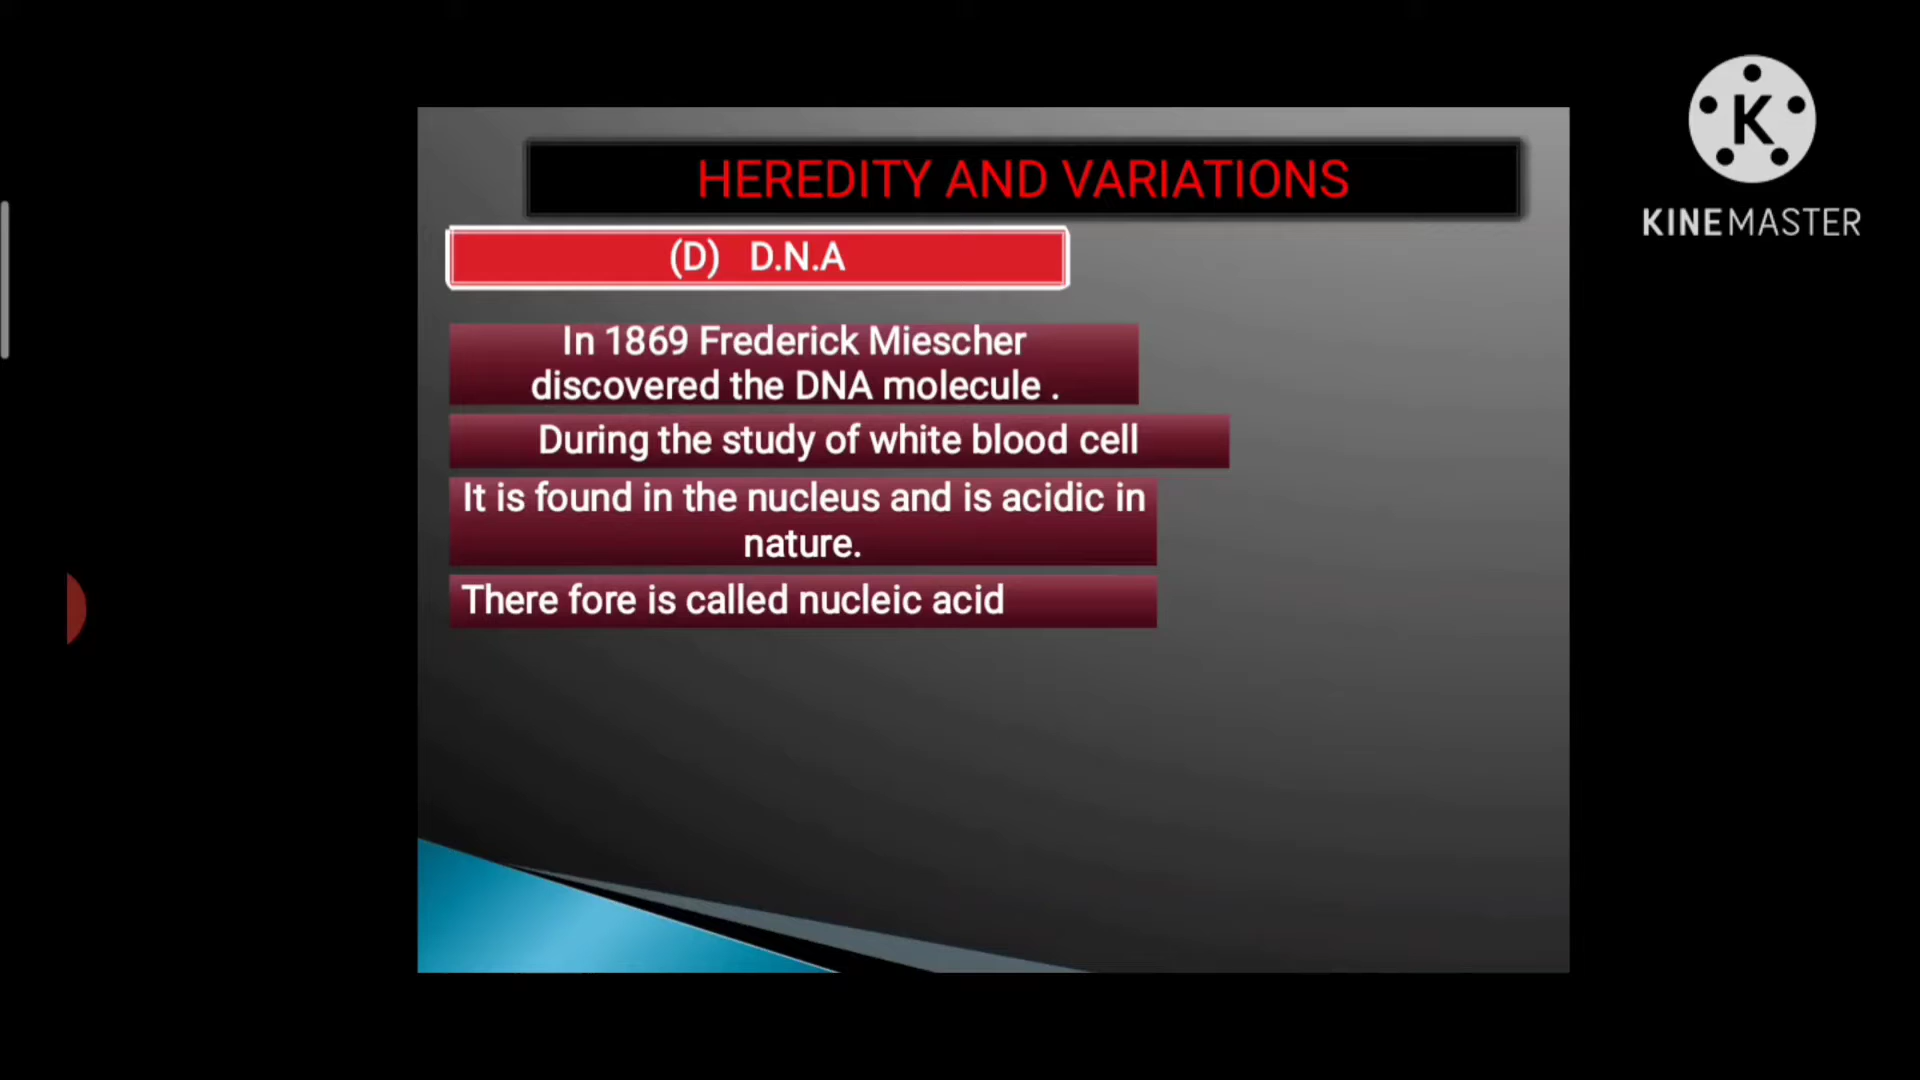 K
KINEMASTER
HEREDITY AND VARIATIONS
(D) D.N.A
In 1869 Frederick Miescher
discovered the DNA molecule .
During the study of white blood cell
It is found in the nucleus and is acidic in
nature.
There fore is called nucleic acid